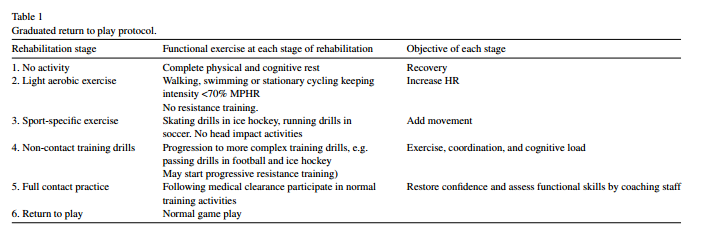 Table 1
Graduated return to play protocol.
Rehabilitation stage Functional exercise at each stage of rehabilitation Objective of each stage
1. No activity Complete physical and cognitive rest Recovery
2. Light aerobic exercise Walking, swimming or stationary cycling keeping Increase HR
intensity <70% MPHR
No resistance training.
3. Sport-specific exercise Skating drills in ice hockey, running drills in Add movement
soccer. No head impact activities
4. Non-contact training drills Progression to more complex training drills, e.g. Exercise, coordination, and cognitive load
passing drills in football and ice hockey
May start progressive resistance training)
5. Full contact practice Following medical clearance participate in normal Restore confidence and assess functional skills by coaching staff
training activities
6. Return to play Normal game play